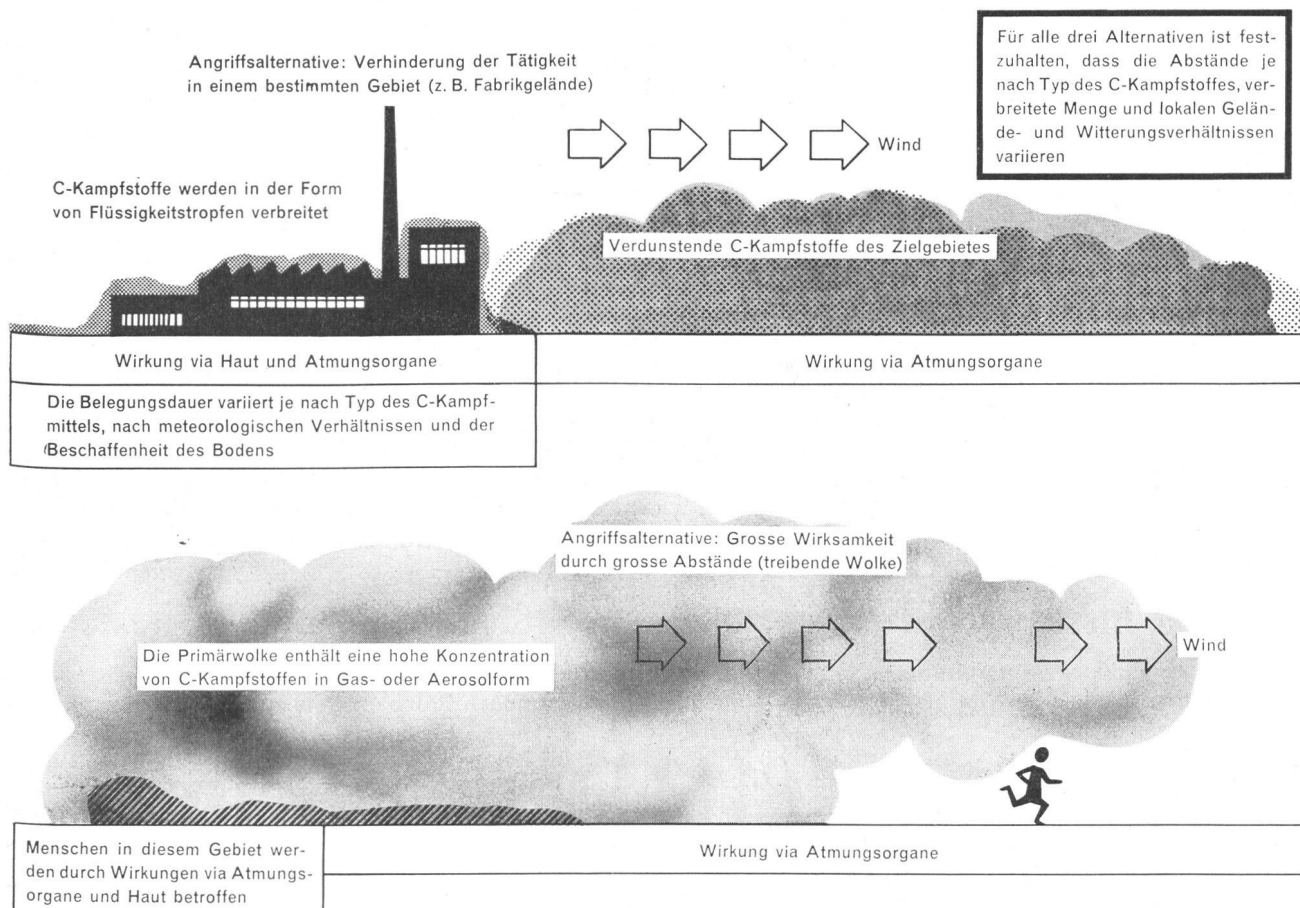 Angriffsalternative: Verhinderung der Tätigkeit
in einem bestimmten Gebiet (z. B. Fabrikgelände)
Für alle drei Alternativen ist fest-
zuhalten, dass die Abstände je
nach Typ des C-Kampfstoffes, ver-
breitete Menge und lokalen Gelän-
de- und Witterungsverhältnissen
variieren
Wind
C-Kampfstoffe werden in der Form
von Flüssigkeitstropfen verbreitet
Verdunstende C-Kampfstoffe des Zielgebietes
Wirkung via Haut und Atmungsorgane
Wirkung via Atmungsorgane
Die Belegungsdauer variiert je nach Typ des C-Kampf-
mittels, nach meteorologischen Verhältnissen und der
Beschaffenheit des Bodens
Angriffsalternative: Grosse Wirksamkeit
durch grosse Abstände (treibende Wolke)
Die Primärwolke enthält eine hohe Konzentration
von C-Kampfstoffen in Gas- oder Aerosolform
Wind
Menschen in diesem Gebiet wer-
den durch Wirkungen via Atmungs-
organe und Haut betroffen
Wirkung via Atmungsorgane